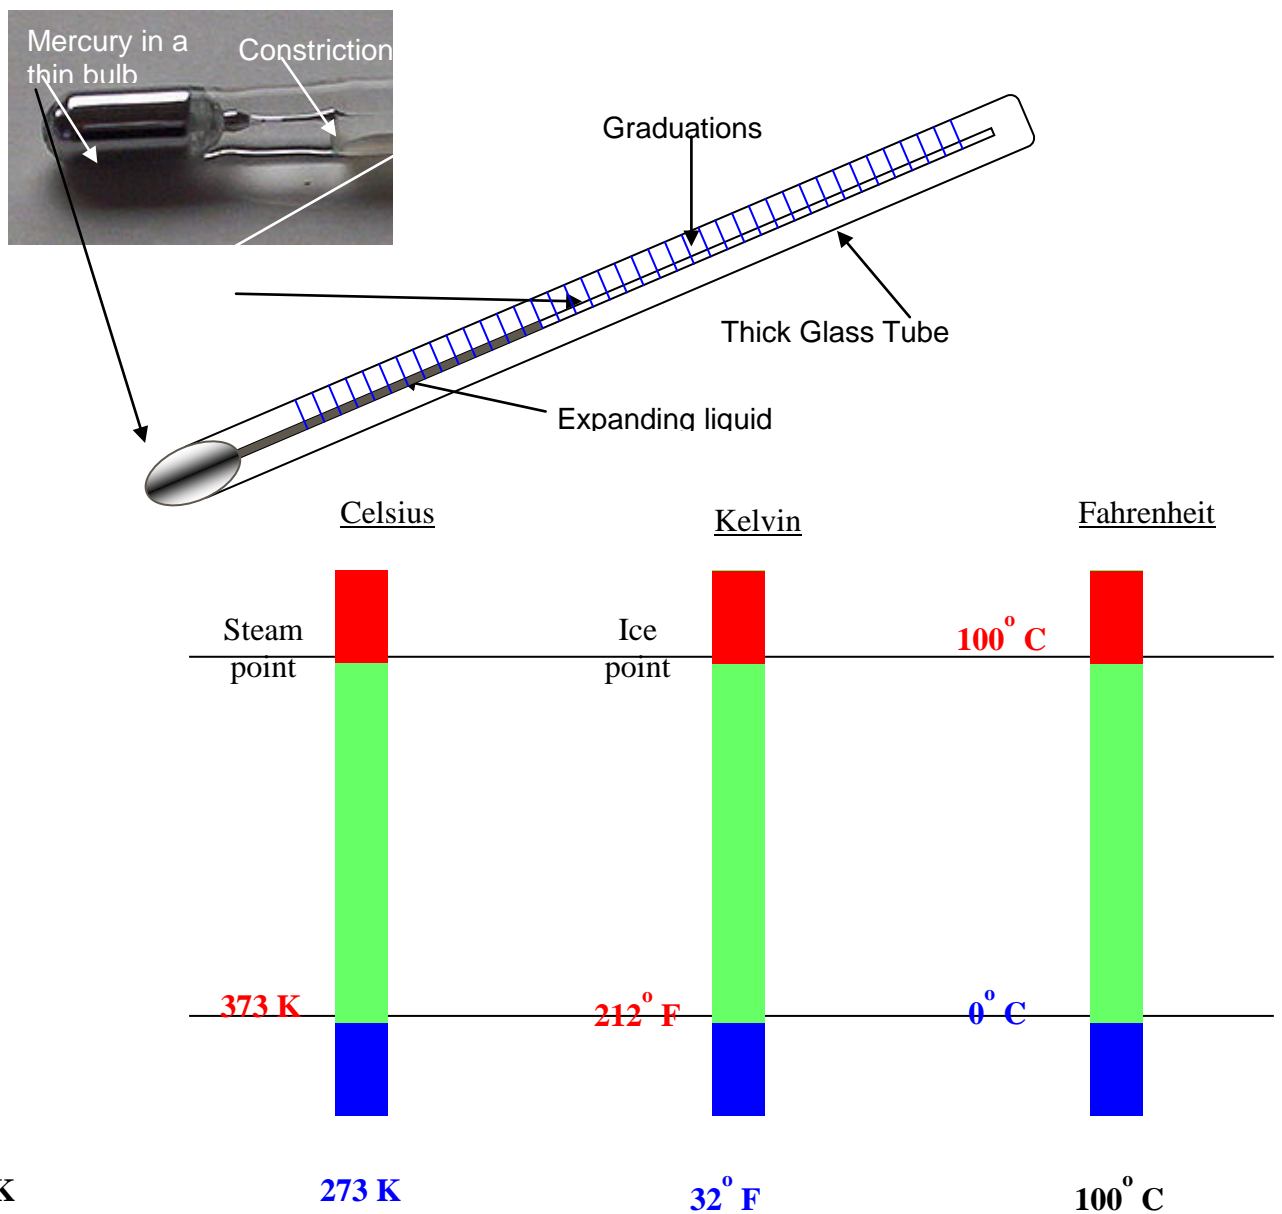 Mercury in a
thin bulb
Constriction
Graduations
Thick Glass Tube
Expanding liquid
Celsius
Kelvin
Fahrenheit
Steam
point
Ice
point
100° C
373 K
212° F
0° C
K
273 K
32° F
100° C